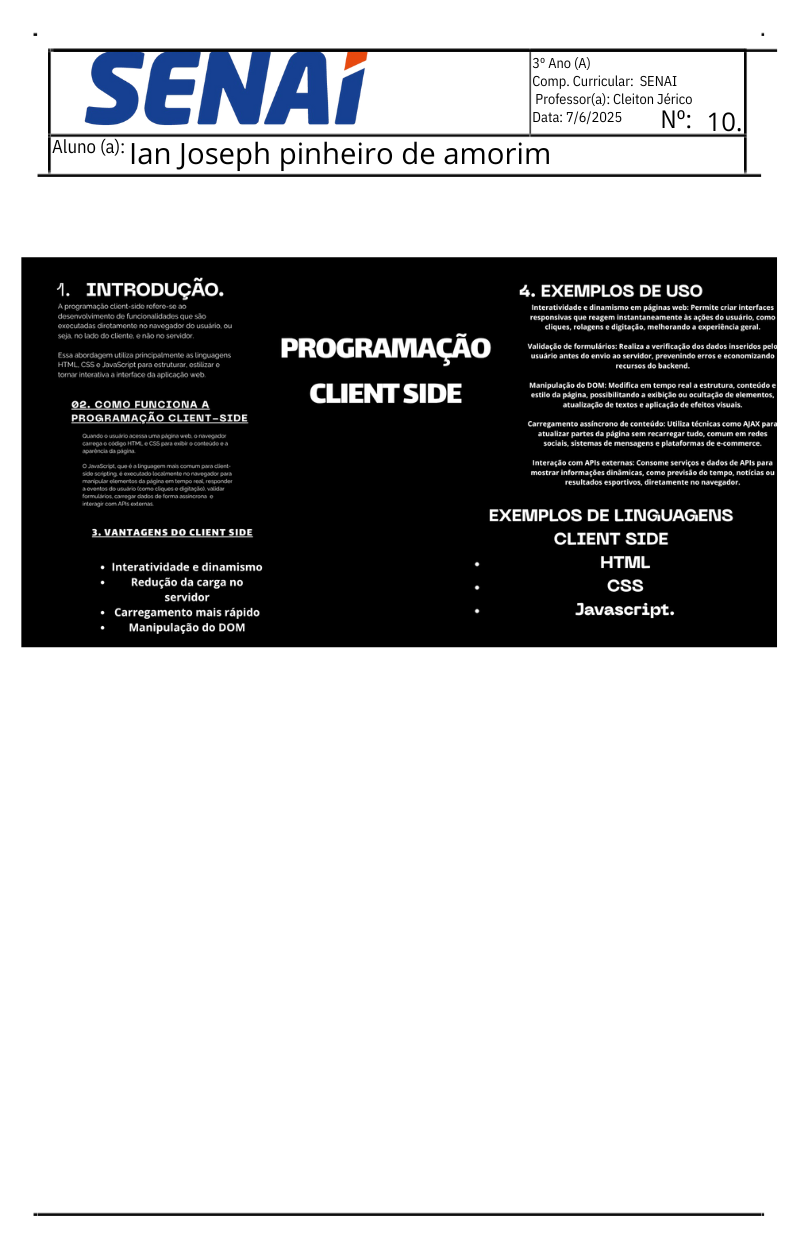 SENAI
3º Ano (A)
Comp. Curricular: SENAI
Professor(a): Cleiton Jérico
Data: 7/6/2025
Nº: 10.
Aluno (a): Ian Joseph pinheiro de amorim
1. INTRODUÇÃO.
A programação client-side refere-se ao
desenvolvimento de funcionalidades que são
executadas diretamente no navegador do usuário, ou
seja, no lado do cliente, e não no servidor.
Essa abordagem utiliza principalmente as linguagens
HTML, CSS e JavaScript para estruturar, estilizar e
tornar interativa a interface da aplicação web.
02. COMO FUNCIONA A
PROGRAMAÇÃO CLIENT-SIDE
Quando o usuário acessa uma página web, o navegador
carrega o código HTML e CSS para exibir o conteúdo e a
aparência da página.
O JavaScript, que é a linguagem mais comum para client-
side scripting, é executado localmente no navegador para
manipular elementos da página em tempo real, responder
a eventos do usuário (como cliques e digitação), validar
formulários, carregar dados de forma assíncrona e
interagir com APIs externas.
3. VANTAGENS DO CLIENT SIDE
• Interatividade e dinamismo
• Redução da carga no
servidor
• Carregamento mais rápido
• Manipulação do DOM
PROGRAMAÇÃO
CLIENT SIDE
4. EXEMPLOS DE USO
Interatividade e dinamismo em páginas web: Permite criar interfaces
responsivas que reagem instantaneamente às ações do usuário, como
cliques, rolagens e digitação, melhorando a experiência geral.
Validação de formulários: Realiza a verificação dos dados inseridos pelo
usuário antes do envio ao servidor, prevenindo erros e economizando
recursos do backend.
Manipulação do DOM: Modifica em tempo real a estrutura, conteúdo e
estilo da página, possibilitando a exibição ou ocultação de elementos,
atualização de textos e aplicação de efeitos visuais.
Carregamento assíncrono de conteúdo: Utiliza técnicas como AJAX para
atualizar partes da página sem recarregar tudo, comum em redes
sociais, sistemas de mensagens e plataformas de e-commerce.
Interação com APIs externas: Consome serviços e dados de APIs para
mostrar informações dinâmicas, como previsão do tempo, notícias ou
resultados esportivos, diretamente no navegador.
EXEMPLOS DE LINGUAGENS
CLIENT SIDE
• HTML
• CSS
• Javascript.